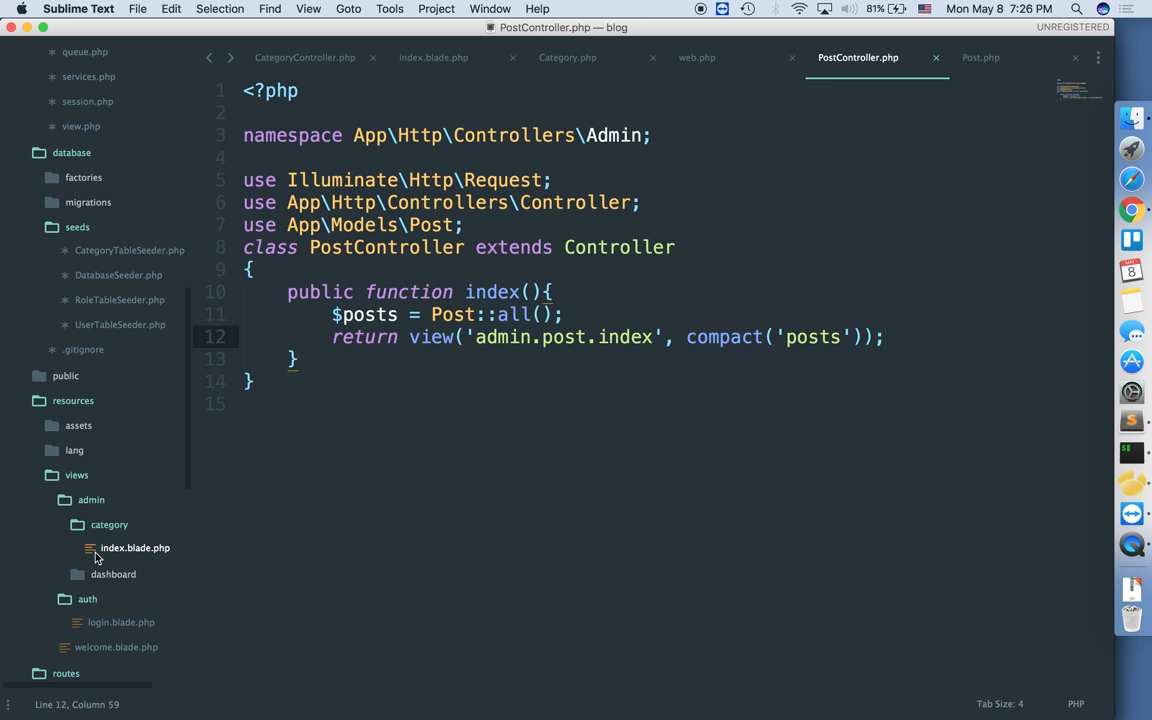 Sublime Text File Edit Selection Find View Goto Tools Project Window Help 81% Mon May 8 7:26 PM
PostController.php — blog
UNREGISTERED
queue.php
services.php
session.php
view.php
database
factories
migrations
seeds
CategoryTableSeeder.php
DatabaseSeeder.php
RoleTableSeeder.php
UserTableSeeder.php
.gitignore
public
resources
assets
lang
views
admin
category
index.blade.php
dashboard
auth
login.blade.php
welcome.blade.php
routes
CategoryController.php × index.blade.php × Category.php × web.php × PostController.php × Post.php ×
1 <?php
2
3 namespace App\Http\Controllers\Admin;
4
5 use Illuminate\Http\Request;
6 use App\Http\Controllers\Controller;
7 use App\Models\Post;
8 class PostController extends Controller
9 {
10 public function index(){
11 $posts = Post::all();
12 return view('admin.post.index', compact('posts'));
13 }
14 }
15
MAY
8
Line 12, Column 59
Tab Size: 4
PHP